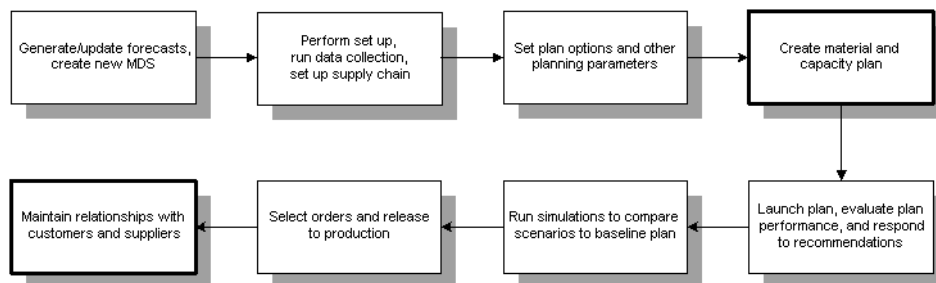 Generate/update forecasts,
create new MDS
Perform set up,
run data collection,
set up supply chain
Set plan options and other
planning parameters
Create material and
capacity plan
Launch plan, evaluate plan
performance, and respond
to recommendations
Run simulations to compare
scenarios to baseline plan
Select orders and release
to production
Maintain relationships with
customers and suppliers